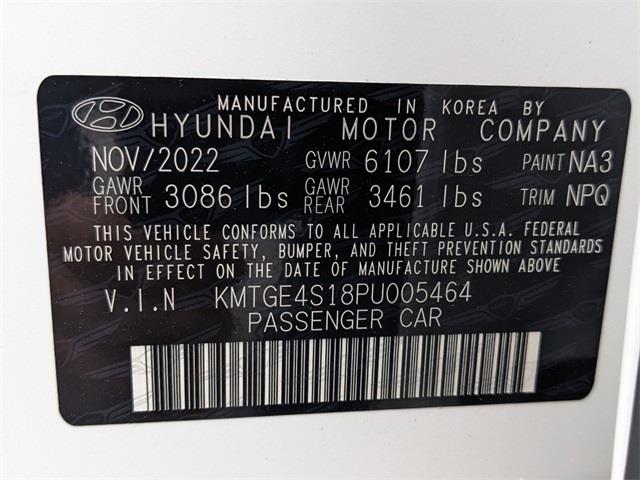 MANUFACTURED IN KOREA BY
HYUNDAI MOTOR COMPANY
NOV/2022 GVWR 6107 lbs PAINT NA3
GAWR FRONT 3086 lbs GAWR REAR 3461 lbs TRIM NPQ
THIS VEHICLE CONFORMS TO ALL APPLICABLE U.S.A. FEDERAL
MOTOR VEHICLE SAFETY, BUMPER, AND THEFT PREVENTION STANDARDS
IN EFFECT ON THE DATE OF MANUFACTURE SHOWN ABOVE
V.I.N KMTGE4S18PU005464
PASSENGER CAR